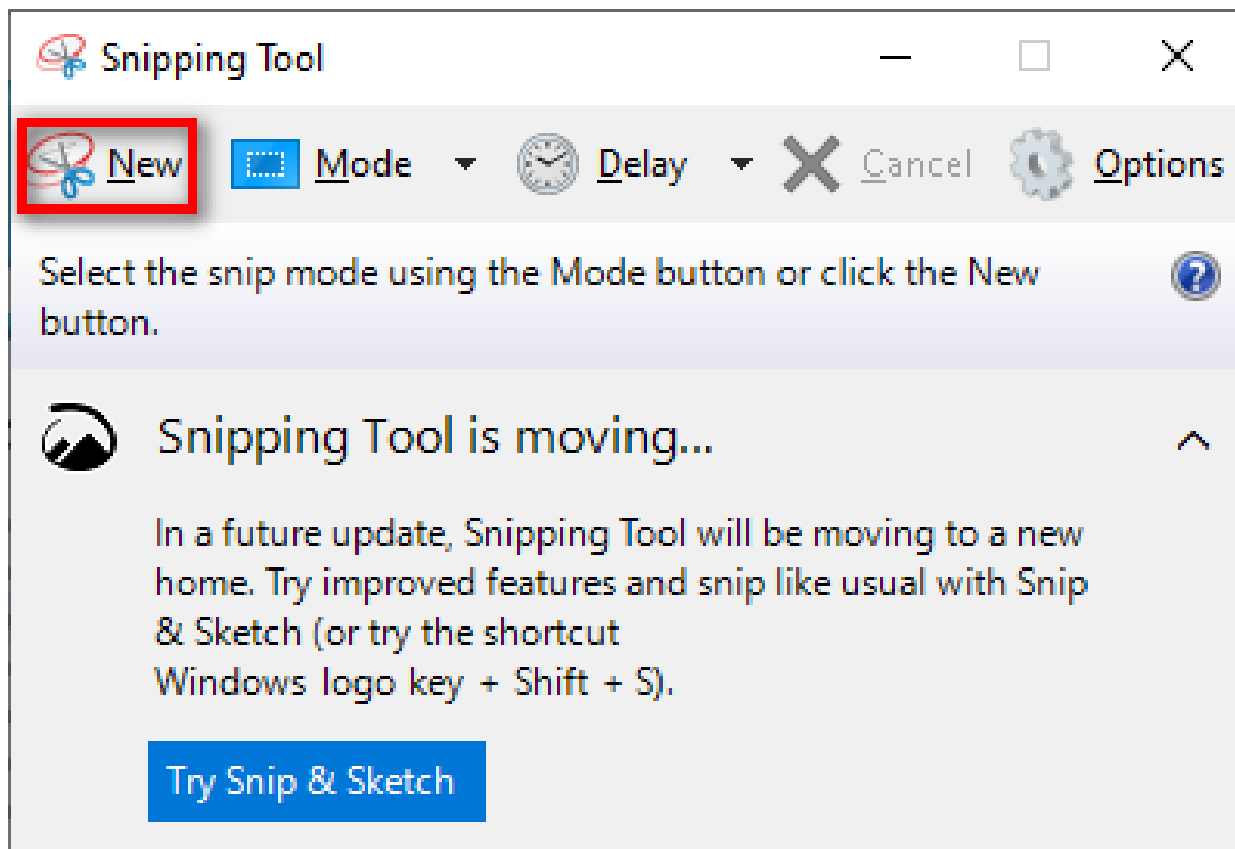 Snipping Tool
New Mode Delay Cancel Options
Select the snip mode using the Mode button or click the New
button.
Snipping Tool is moving...
In a future update, Snipping Tool will be moving to a new
home. Try improved features and snip like usual with Snip
& Sketch (or try the shortcut
Windows logo key + Shift + S).
Try Snip & Sketch